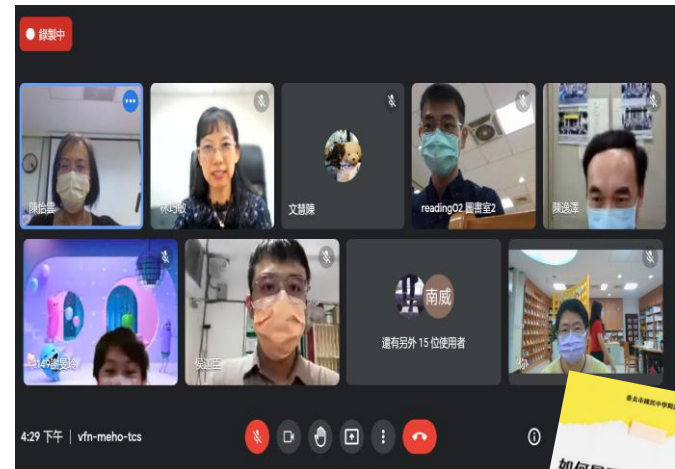 錄製中
陳怡雲
林巧敏
文慧陳
reading02 圖書室2
陳逸澤
南威
還有另外 15 位使用者
你
4:29 下午 | vfn-meho-tcs